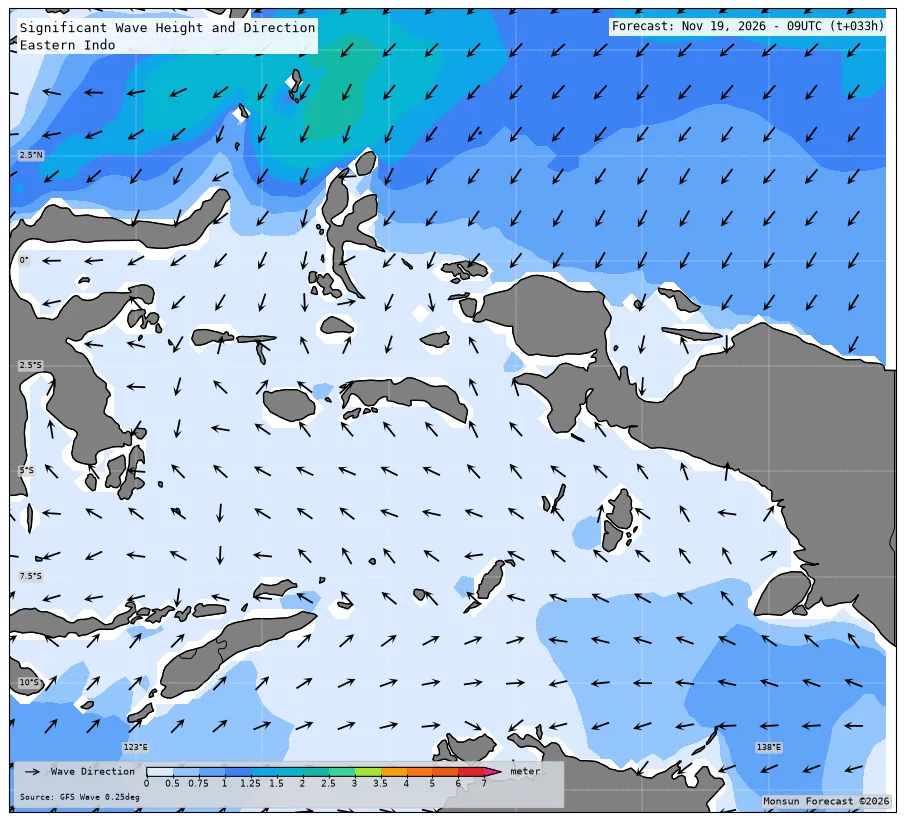 Significant Wave Height and Direction
Eastern Indo
Forecast: Nov 19, 2026 - 09UTC (t+033h)
2.5°N
0°
2.5°S
5°S
7.5°S
10°S
123°E
138°E
Wave Direction
meter
0 0.5 0.75 1 1.25 1.5 2 2.5 3 3.5 4 5 6 7
Source: GFS Wave 0.25deg
Monsun Forecast ©2026